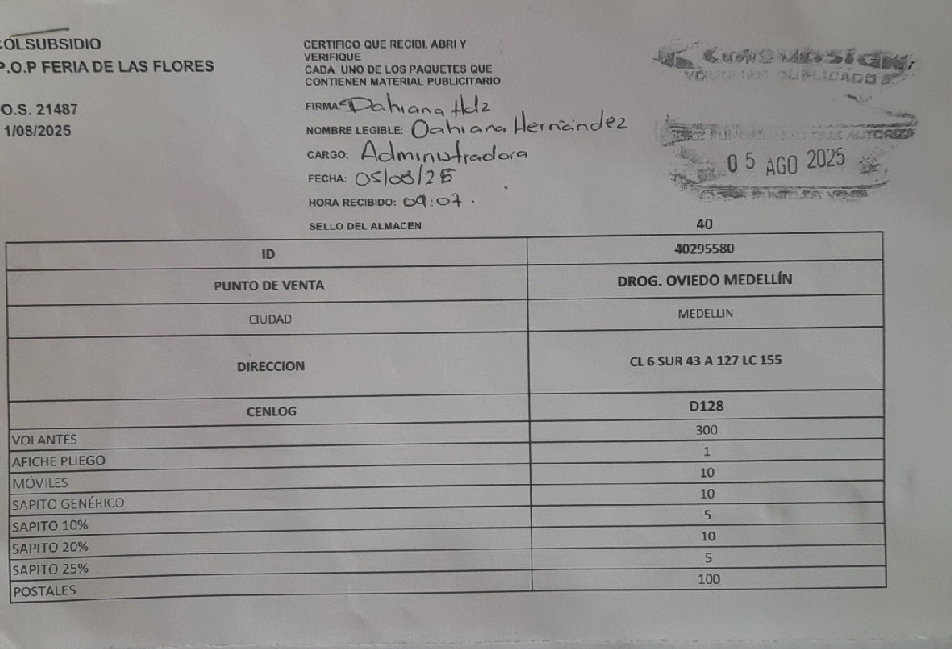 COLSUBSIDIO
P.O.P FERIA DE LAS FLORES
O.S. 21487
1/08/2025
CERTIFICO QUE RECIBI, ABRI Y
VERIFIQUE
CADA UNO DE LOS PAQUETES QUE
CONTIENEN MATERIAL PUBLICITARIO
FIRMA: Dahiana Hdz
NOMBRE LEGIBLE: Dahiana Hernández
CARGO: Administradora
FECHA: 05/08/25
HORA RECIBIDO: 09:07.
SELLO DEL ALMACEN
05 AGO 2025
40
ID 40295580
PUNTO DE VENTA DROG. OVIEDO MEDELLÍN
CIUDAD MEDELLIN
DIRECCION CL 6 SUR 43 A 127 LC 155
CENLOG D128
VOLANTES 300
AFICHE PLIEGO 1
MÓVILES 10
SAPITO GENÉRICO 10
SAPITO 10% 5
SAPITO 20% 10
SAPITO 25% 5
POSTALES 100